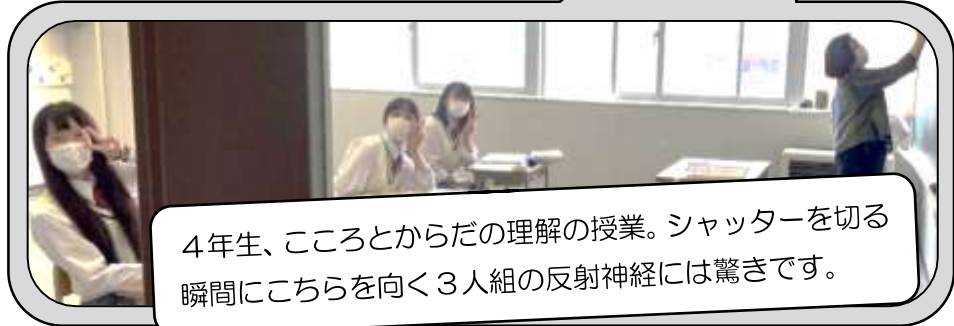 ４年生、こころとからだの理解の授業。シャッターを切る
瞬間にこちらを向く３人組の反射神経には驚きです。